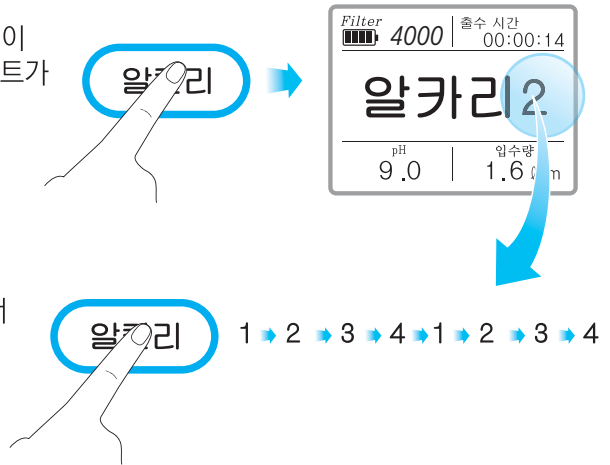 이
트가
알카리
Filter 4000 출수 시간 00:00:14
알카리2
pH 입수량
9.0 1.6 ℓpm
알카리 1 2 3 4 1 2 3 4